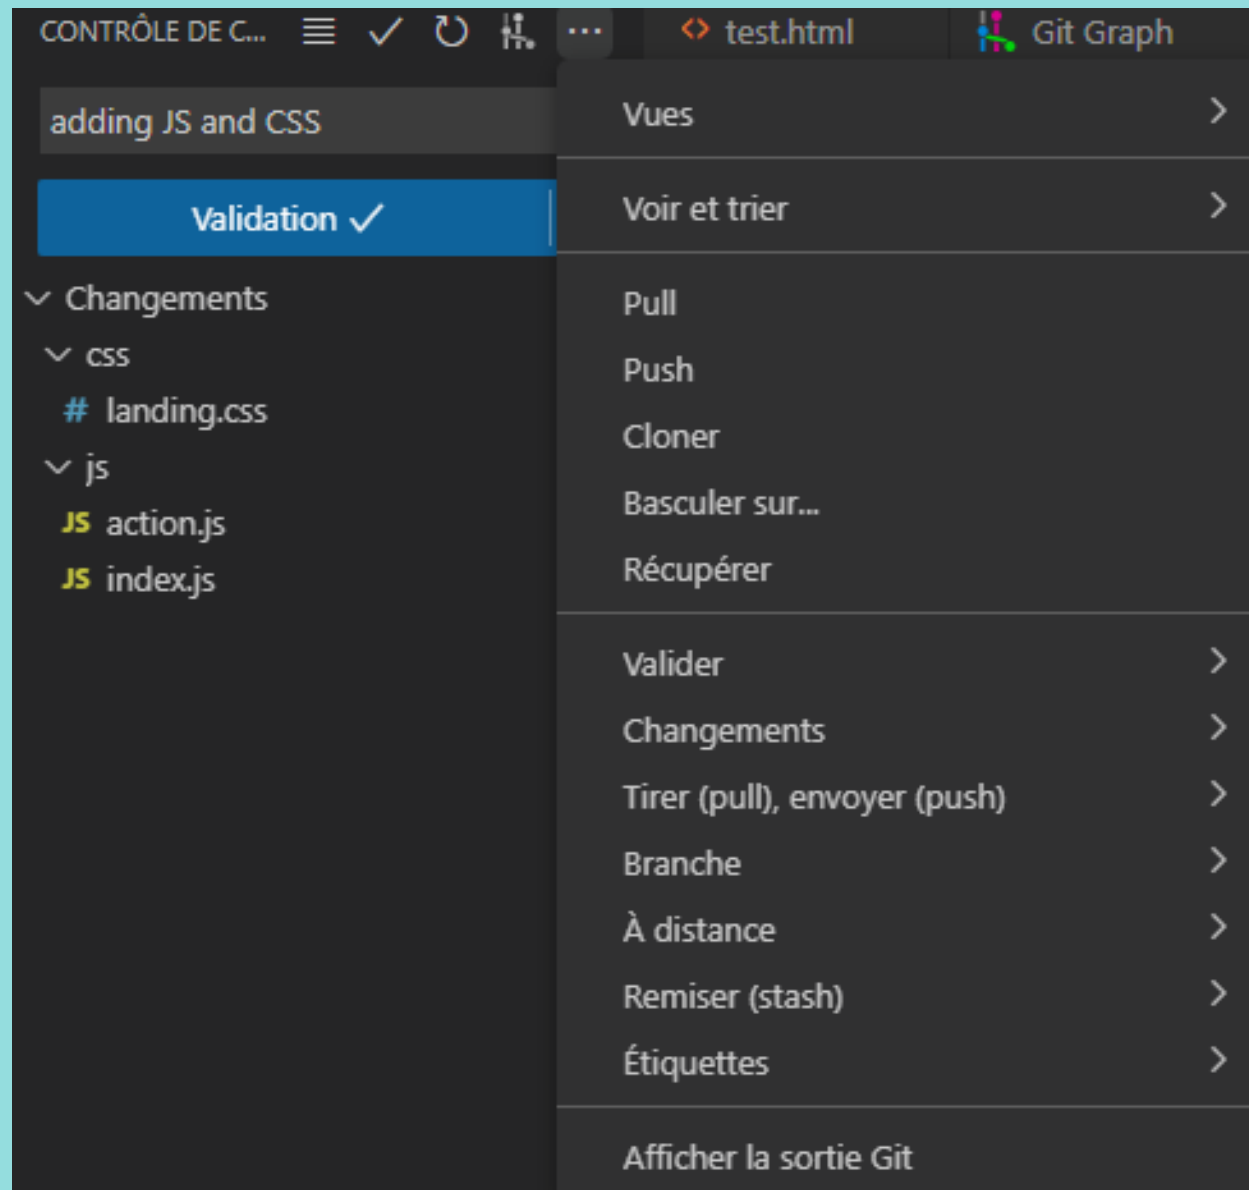 CONTRÔLE DE C...
test.html
Git Graph
adding JS and CSS
Validation
Changements
css
# landing.css
js
JS action.js
JS index.js
Vues
Voir et trier
Pull
Push
Cloner
Basculer sur...
Récupérer
Valider
Changements
Tirer (pull), envoyer (push)
Branche
À distance
Remiser (stash)
Étiquettes
Afficher la sortie Git